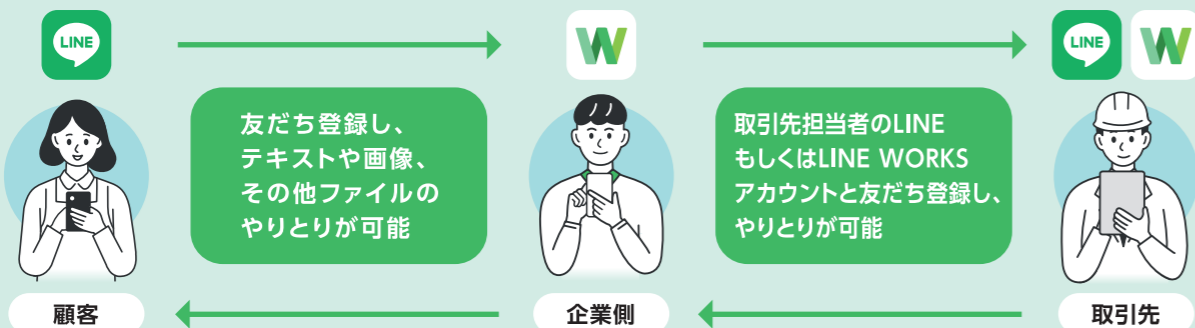 LINE
W
LINE
W
友だち登録し、
テキストや画像、
その他ファイルの
やりとりが可能
取引先担当者のLINE
もしくはLINE WORKS
アカウントと友だち登録し、
やりとりが可能
顧客
企業側
取引先